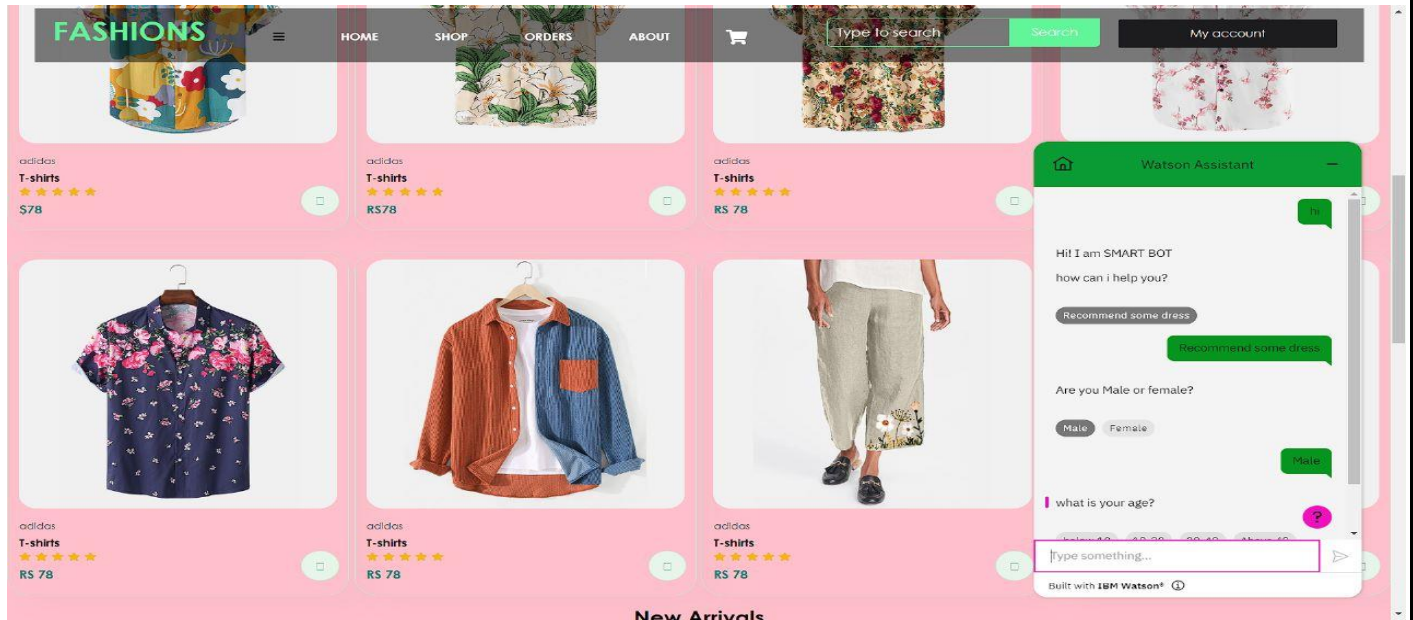 FASHIONS
HOME SHOP ORDERS ABOUT
Type to search
Search
My account
adidas
T-shirts
$78
adidas
T-shirts
RS78
adidas
T-shirts
RS 78
adidas
T-shirts
RS 78
adidas
T-shirts
RS 78
adidas
T-shirts
RS 78
New Arrivals
Watson Assistant
hi
Hi! I am SMART BOT
how can i help you?
Recommend some dress
Recommend some dress
Are you Male or female?
Male Female
Male
what is your age?
?
Type something...
Built with IBM Watson®